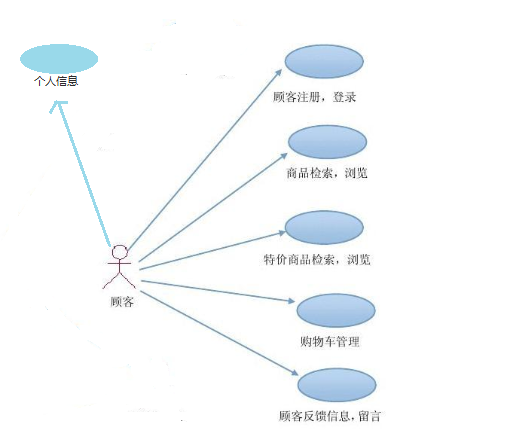 个人信息
顾客注册，登录
商品检索，浏览
特价商品检索，浏览
顾客
购物车管理
顾客反馈信息，留言